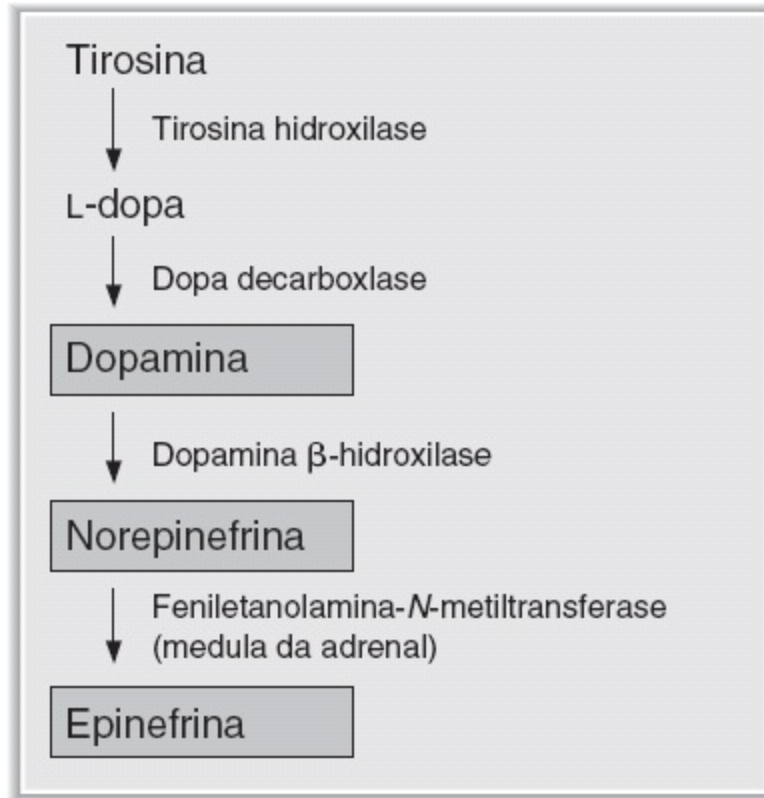 Tirosina
Tirosina hidroxilase
L-dopa
Dopa decarboxlase
Dopamina
Dopamina β-hidroxilase
Norepinefrina
Feniletanolamina-N-metiltransferase
(medula da adrenal)
Epinefrina